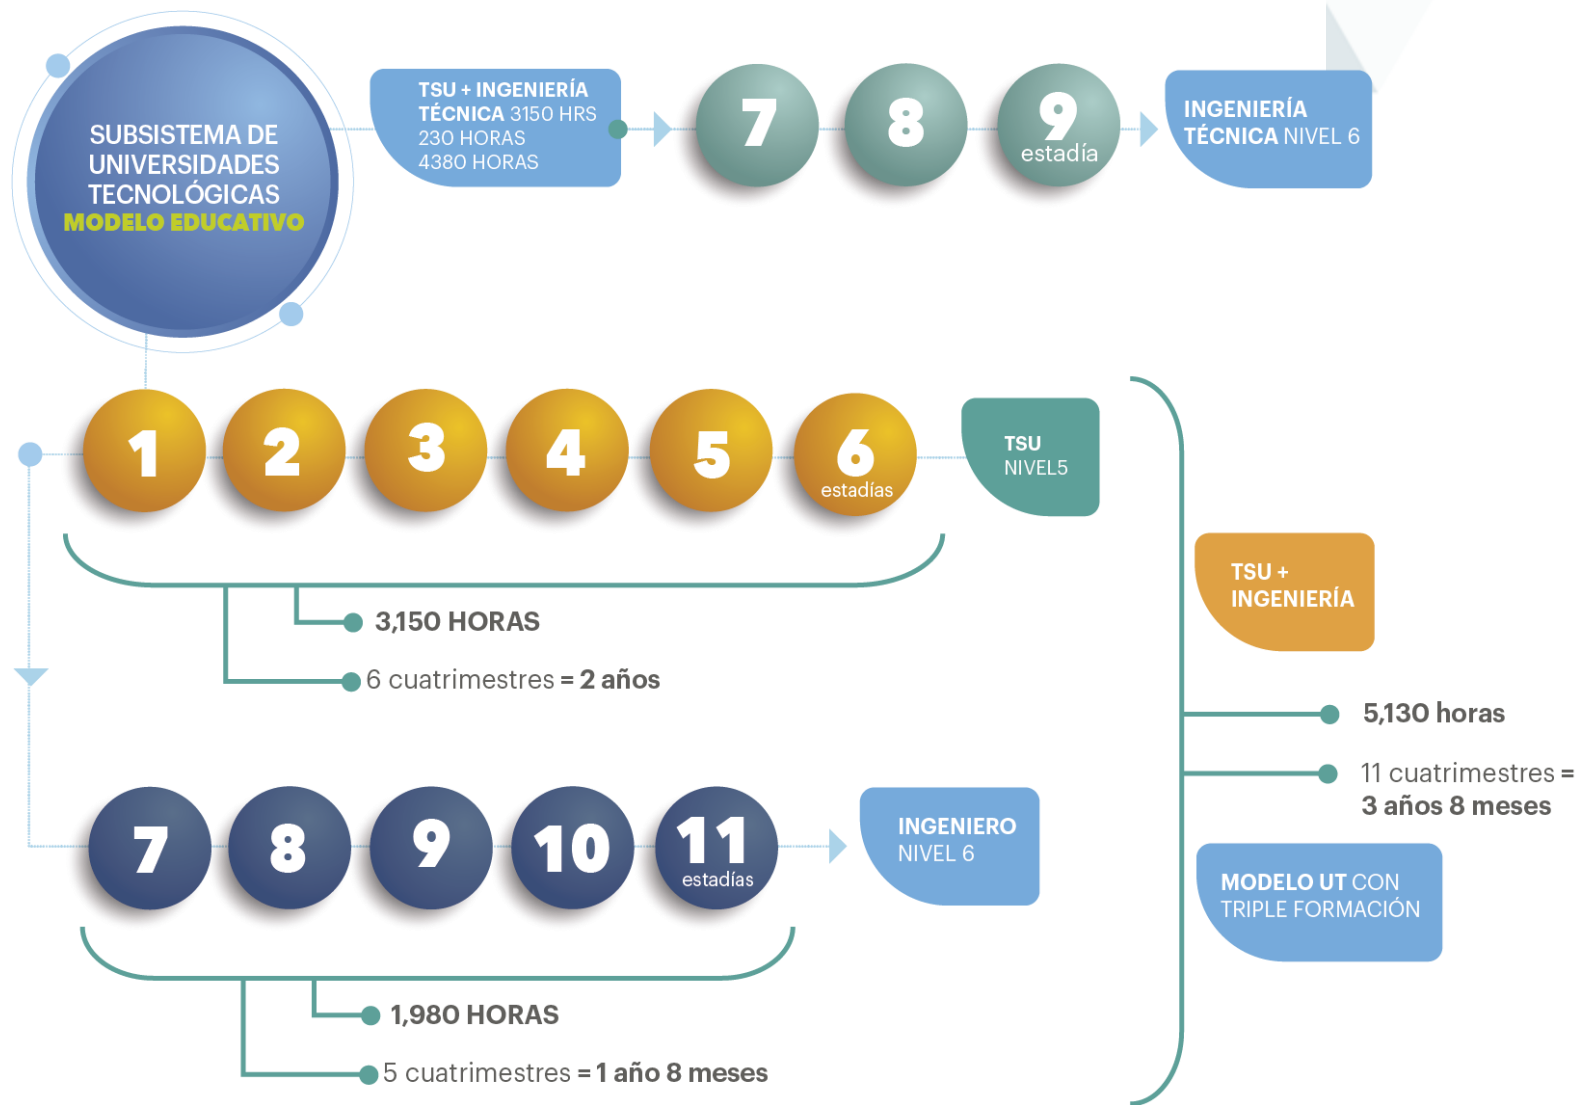 SUBSISTEMA DE
UNIVERSIDADES
TECNOLÓGICAS
MODELO EDUCATIVO
TSU + INGENIERÍA
TÉCNICA 3150 HRS
230 HORAS
4380 HORAS
7
8
9
estadía
INGENIERÍA
TÉCNICA NIVEL 6
1
2
3
4
5
6
estadías
TSU
NIVEL5
3,150 HORAS
6 cuatrimestres = 2 años
7
8
9
10
11
estadías
INGENIERO
NIVEL 6
1,980 HORAS
5 cuatrimestres = 1 año 8 meses
TSU +
INGENIERÍA
5,130 horas
11 cuatrimestres =
3 años 8 meses
MODELO UT CON
TRIPLE FORMACIÓN